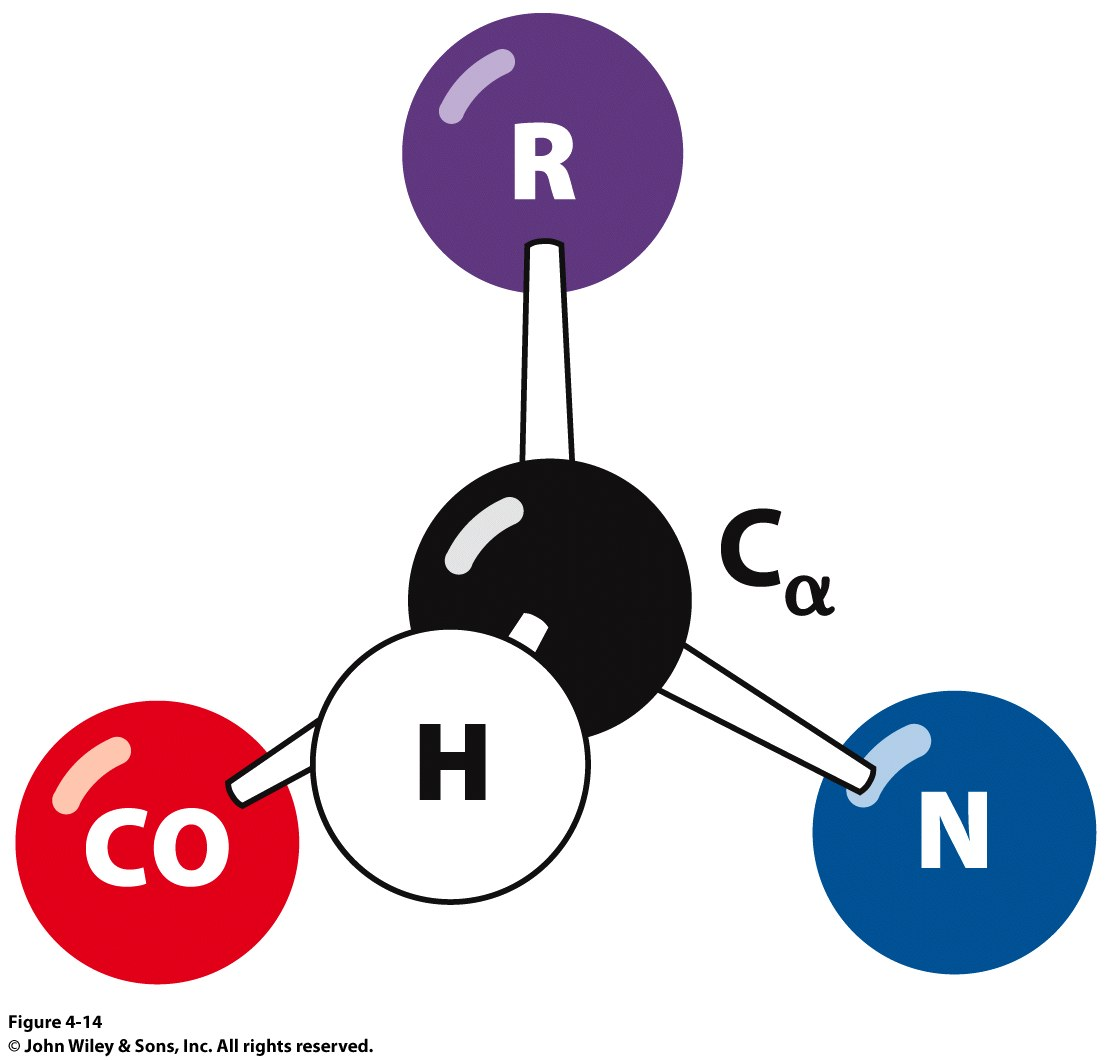 R
Cα
H
CO
N
Figure 4-14
© John Wiley & Sons, Inc. All rights reserved.